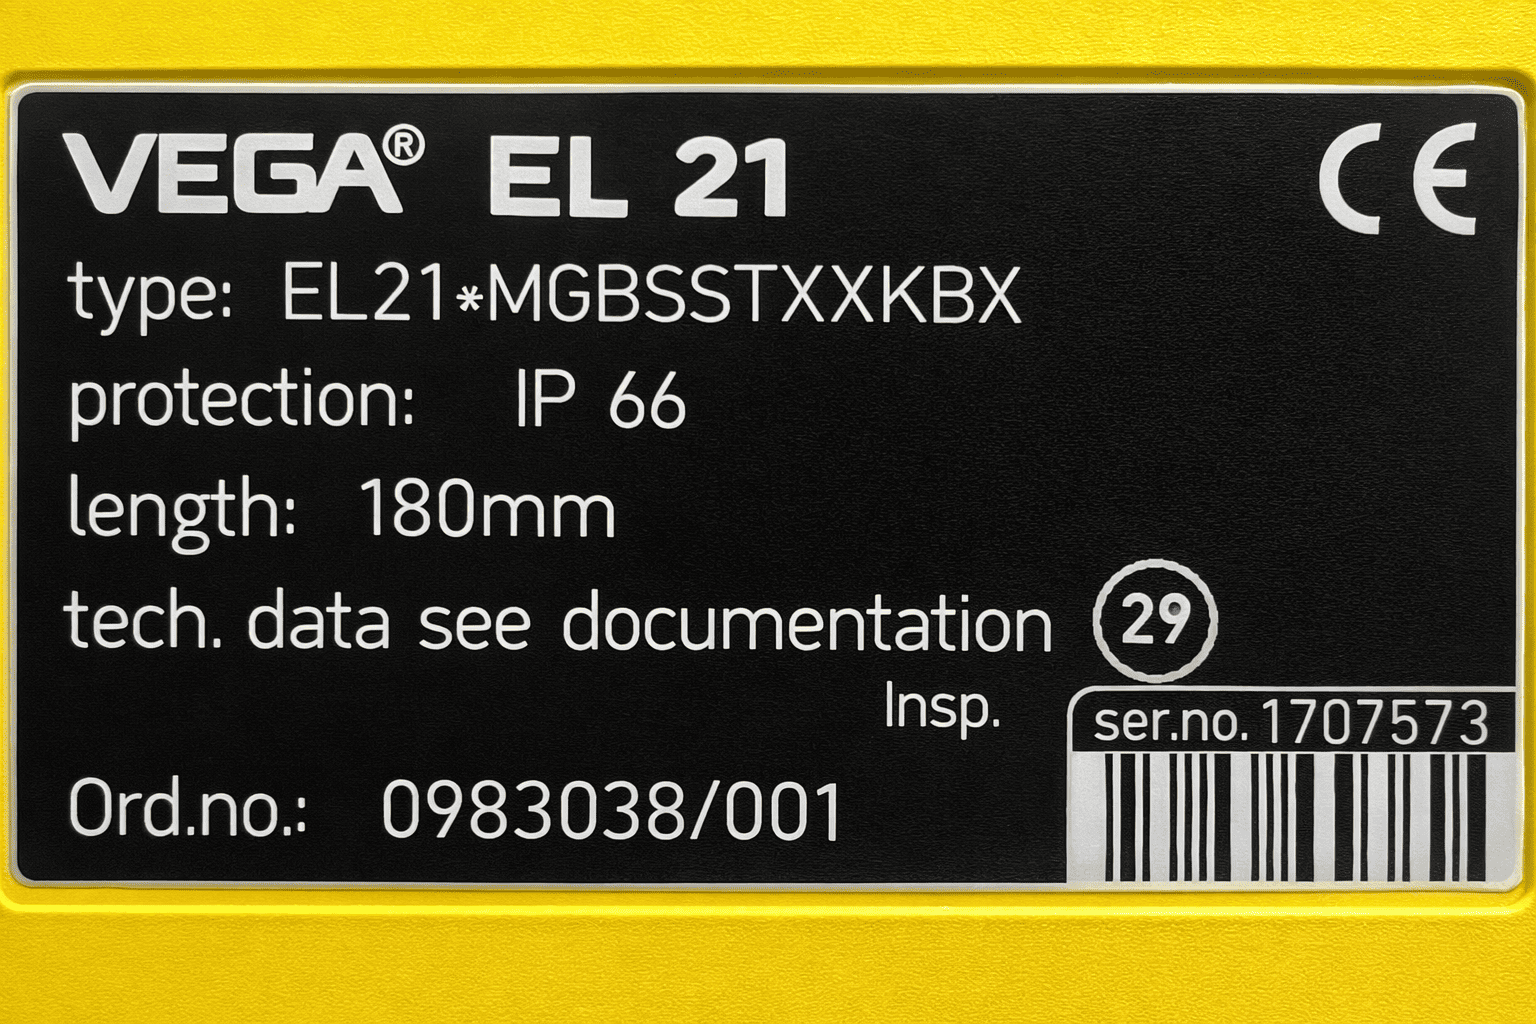 VEGA® EL 21 CE
type: EL21*MGBSSTXXKBX
protection: IP 66
length: 180mm
tech. data see documentation 29
Insp.
ser.no. 1707573
Ord.no.: 0983038/001